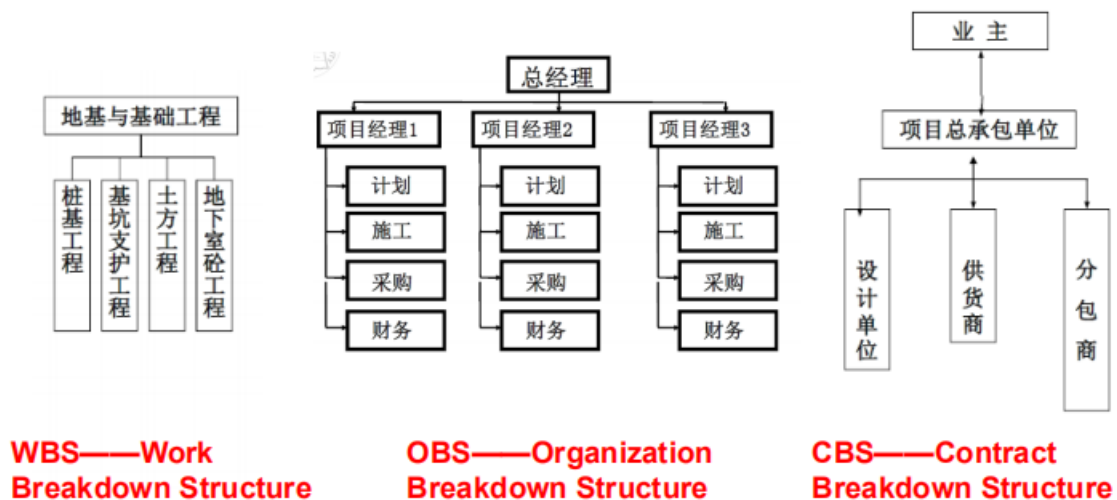 地基与基础工程
桩基工程
基坑支护工程
土方工程
地下室砼工程
WBS——Work
Breakdown Structure
总经理
项目经理1
项目经理2
项目经理3
计划
施工
采购
财务
计划
施工
采购
财务
计划
施工
采购
财务
OBS——Organization
Breakdown Structure
业 主
项目总承包单位
设计单位
供货商
分包商
CBS——Contract
Breakdown Structure